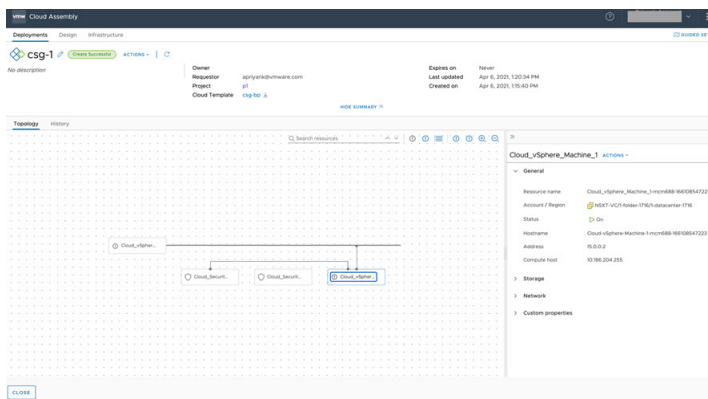 vmw Cloud Assembly
Deployments Design Infrastructure
GUIDED SET
csg-1 Create Successful ACTIONS
No description
Owner
Requestor apriyank@vmware.com
Project p1
Cloud Template csg-bp
Expires on Never
Last updated Apr 6, 2021, 1:20:34 PM
Created on Apr 6, 2021, 1:15:40 PM
HIDE SUMMARY
Topology History
Search resources
Cloud_vSpher...
Cloud_Securit...
Cloud_Securit...
Cloud_vSpher...
Cloud_vSphere_Machine_1 ACTIONS
General
Resource name Cloud_vSphere_Machine_1-mcm688-16610854722
Account / Region NSXT-VC/1-folder-1716/1-datacenter-1716
Status On
Hostname Cloud-vSphere-Machine-1-mcm688-166108547223
Address 15.0.0.2
Compute host 10.186.204.255
Storage
Network
Custom properties
CLOSE